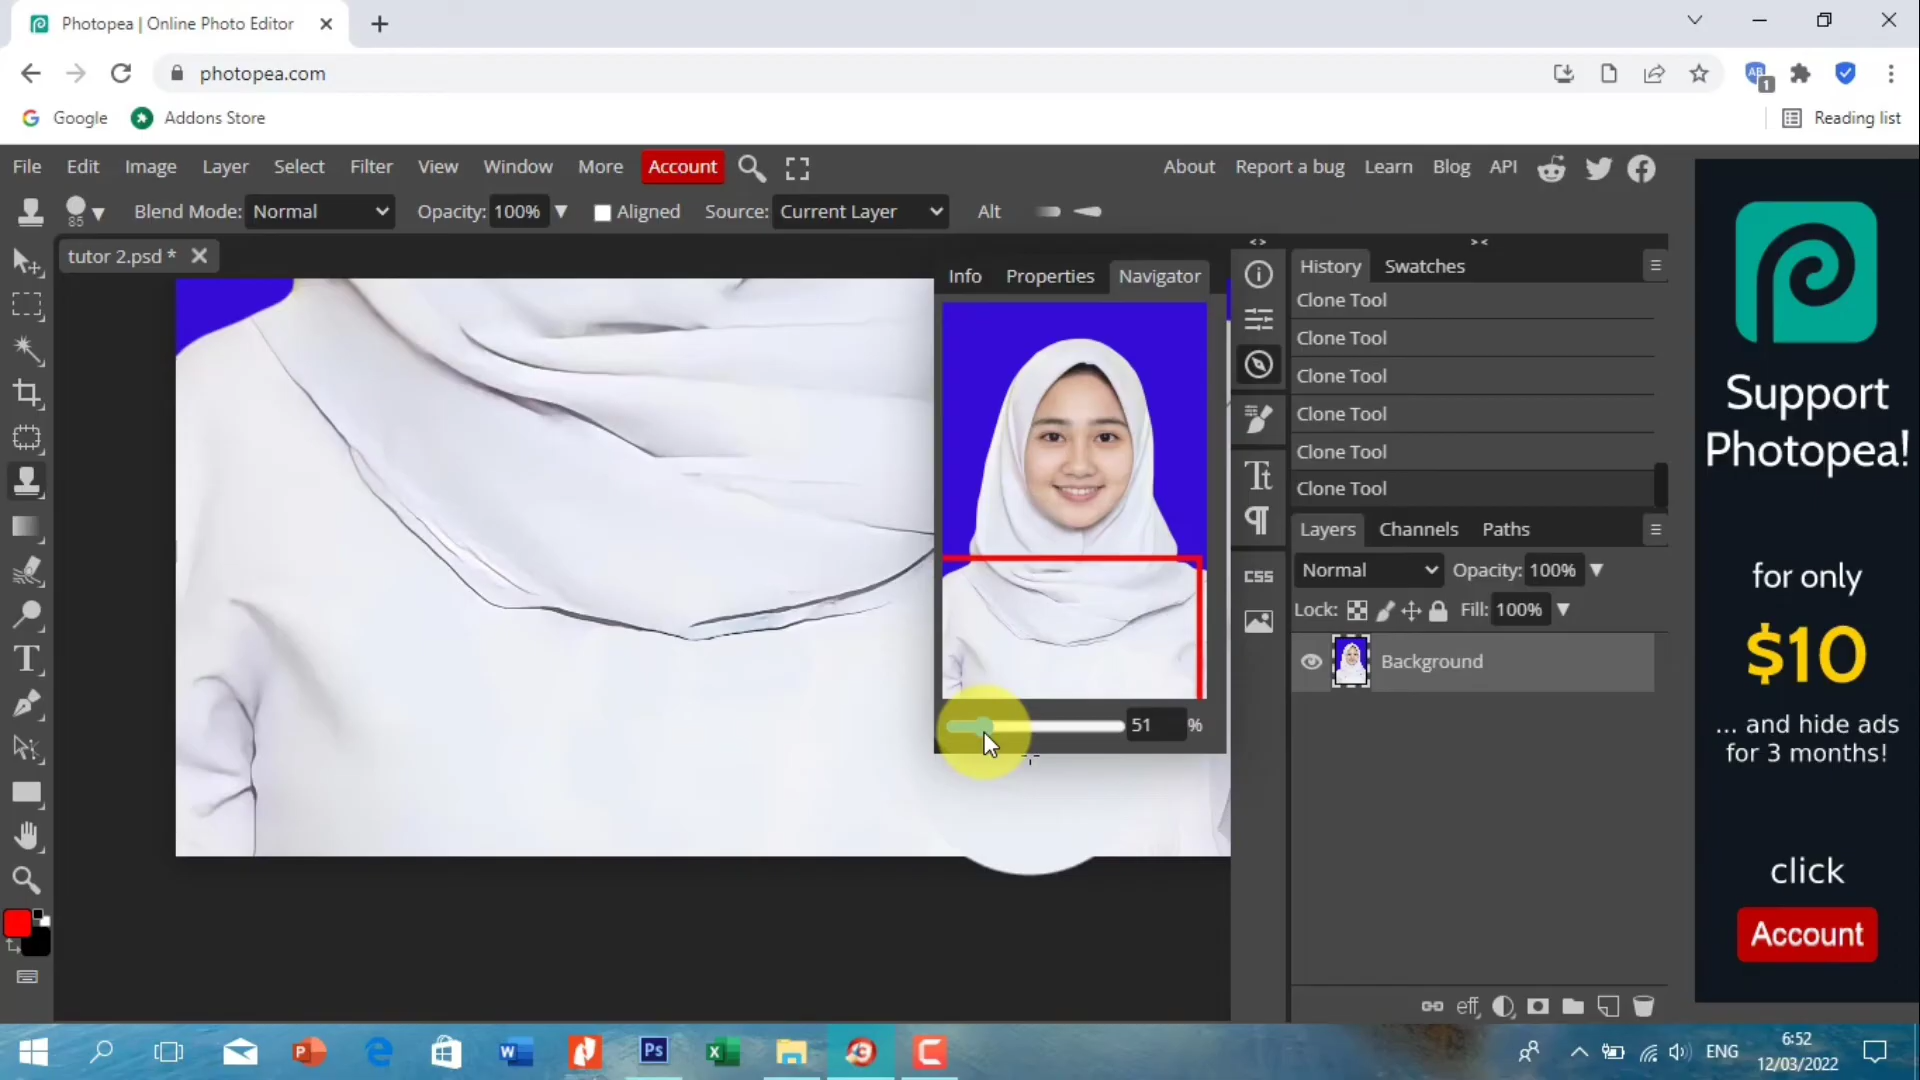 Photopea | Online Photo Editor
photopea.com
AB 1
Google Addons Store Reading list
File Edit Image Layer Select Filter View Window More Account About Report a bug Learn Blog API
85 Blend Mode: Normal Opacity: 100% Aligned Source: Current Layer Alt
tutor 2.psd *
Info Properties Navigator
51 %
< >
> <
History Swatches
Clone Tool
Clone Tool
Clone Tool
Clone Tool
Clone Tool
Clone Tool
Layers Channels Paths
Normal Opacity: 100%
Lock: Fill: 100%
Background
CSS
eff
Support
Photopea!
for only
$10
... and hide ads
for 3 months!
click
Account
ENG
6:52
12/03/2022